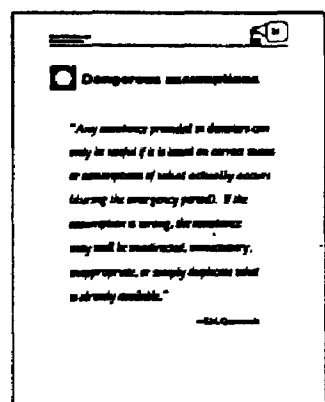 Dangerous assumptions
"Any assistance provided in disasters can
only be useful if it is based on correct
or assumptions of what actually occurs
(during the emergency period). If the
assumption is wrong, the assistance
may well be misdirected, unnecessary,
inappropriate, or simply duplicate what
is already available."